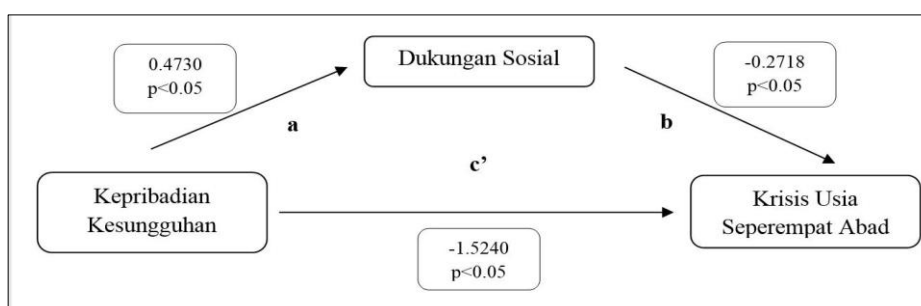 0.4730
p<0.05
Dukungan Sosial
-0.2718
p<0.05
a
b
c’
Kepribadian
Kesungguhan
Krisis Usia
Seperempat Abad
-1.5240
p<0.05